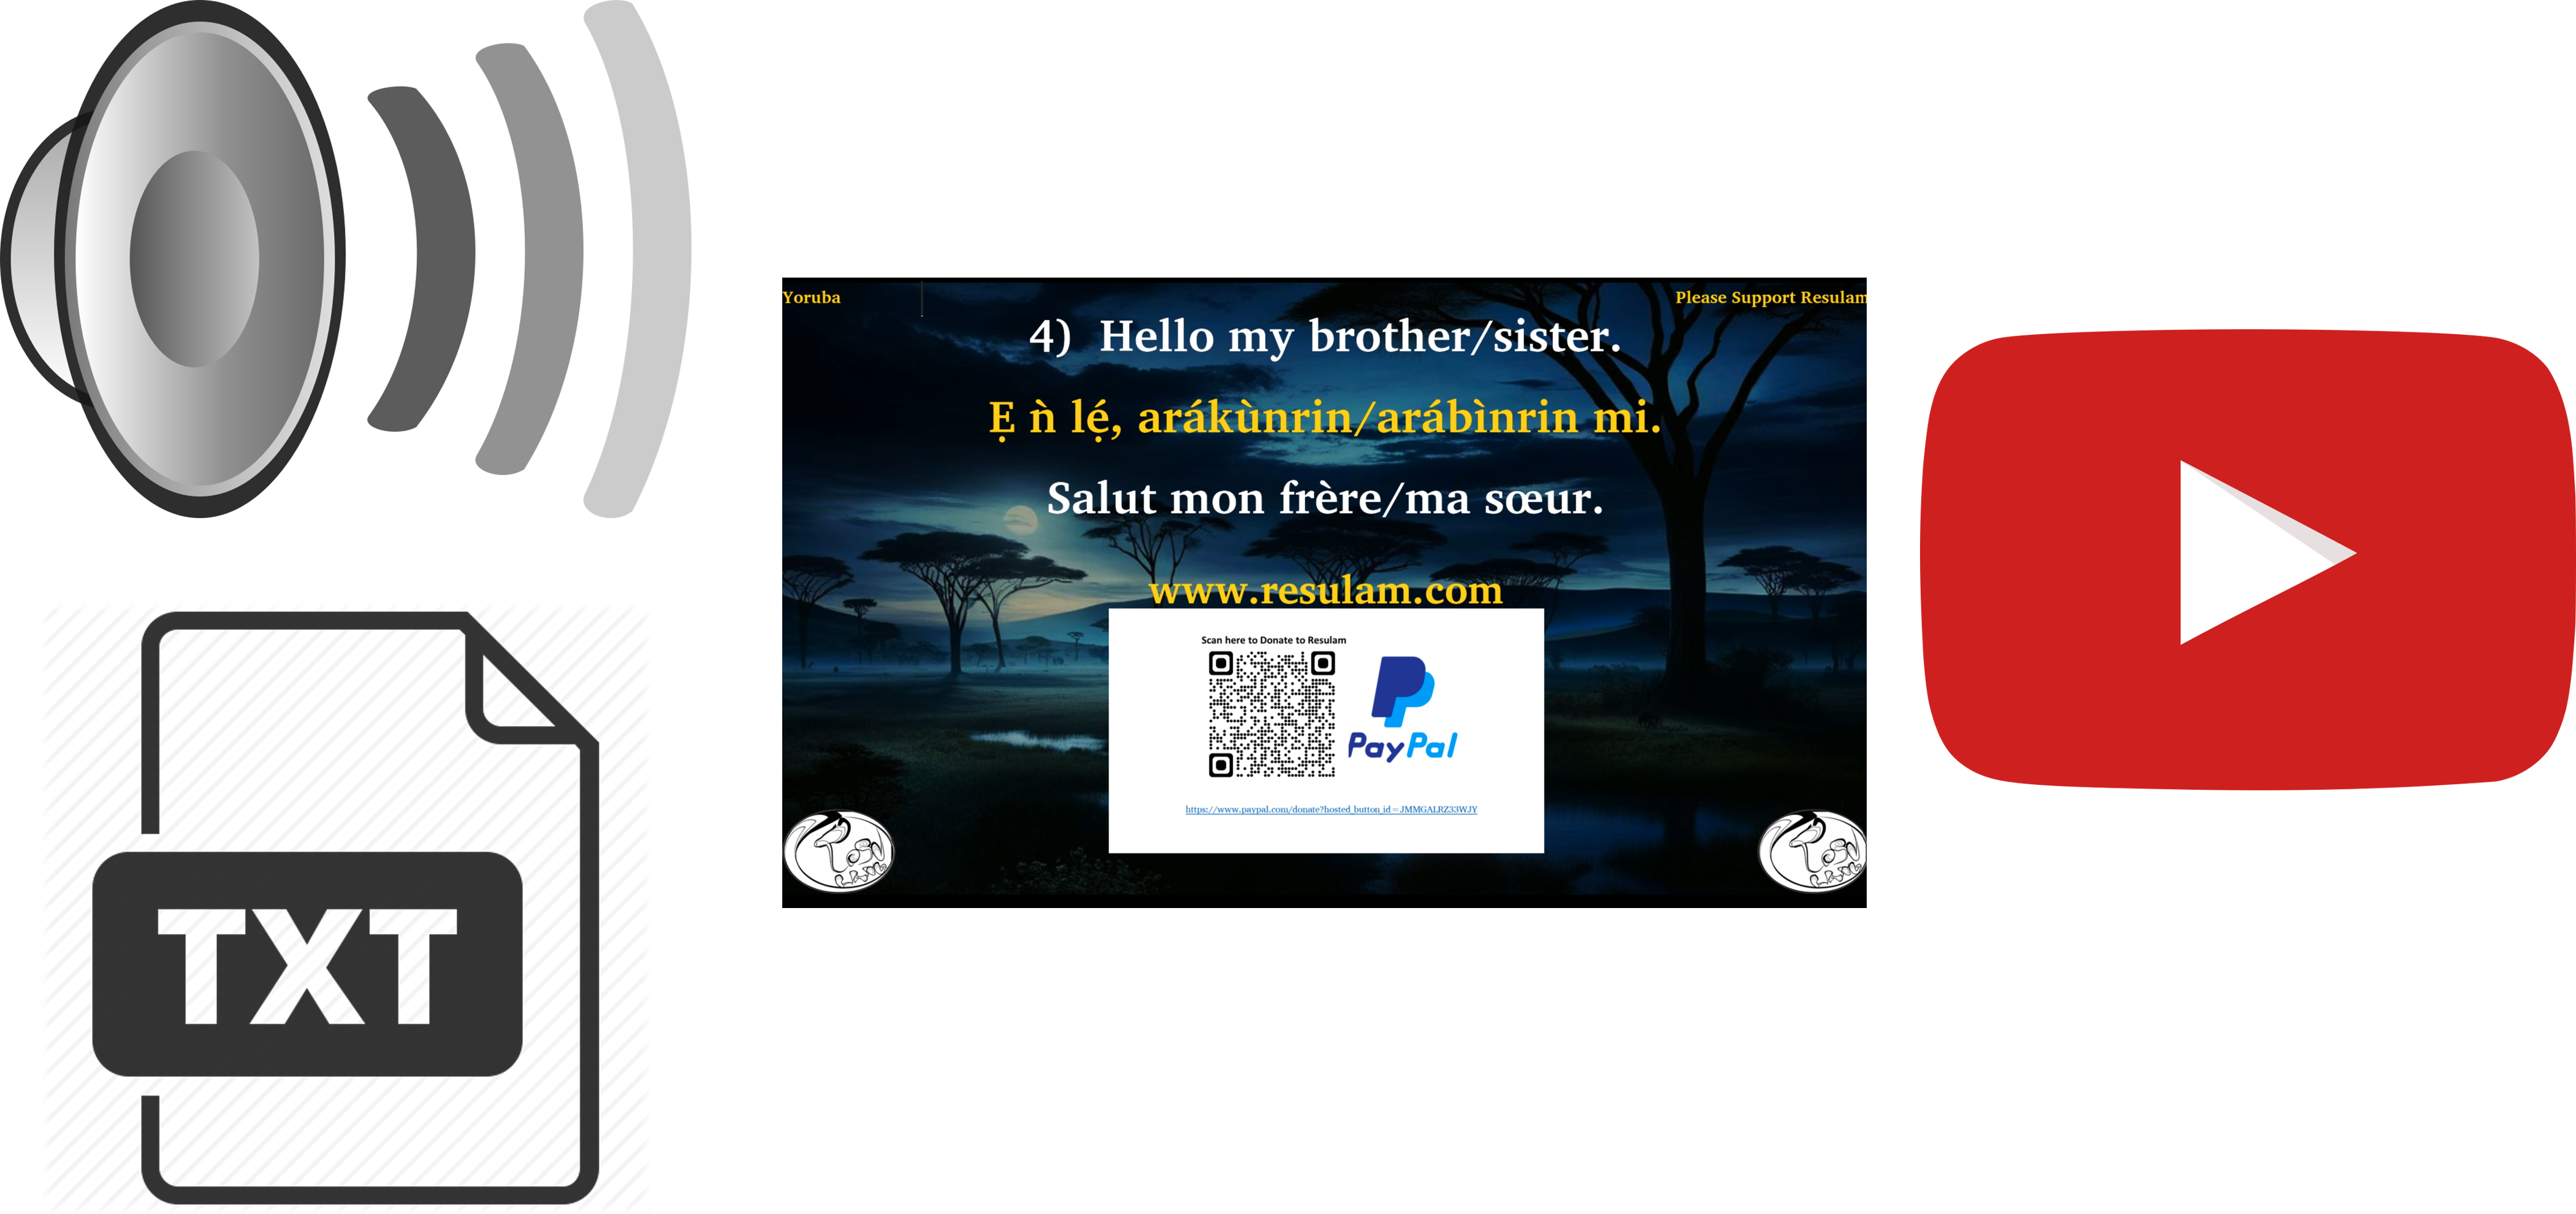 Yoruba
Please Support Resulam
4) Hello my brother/sister.
Ẹ ǹ lẹ́, arákùnrin/arábìnrin mi.
Salut mon frère/ma sœur.
www.resulam.com
Scan here to Donate to Resulam
PayPal
https://www.paypal.com/donate?hosted_button_id=JMMGALRZ33WJY
TXT